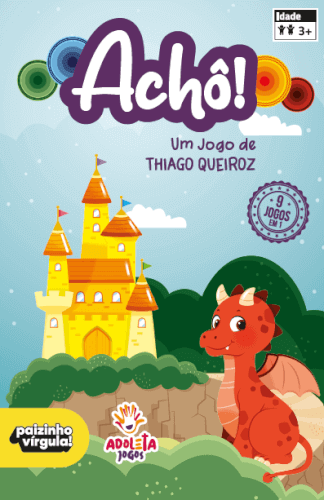 Idade
3+
Achô!
Um Jogo de
THIAGO QUEIROZ
9
JOGOS
EM 1
paizinho
vírgula!
ADOLETA
JOGOS